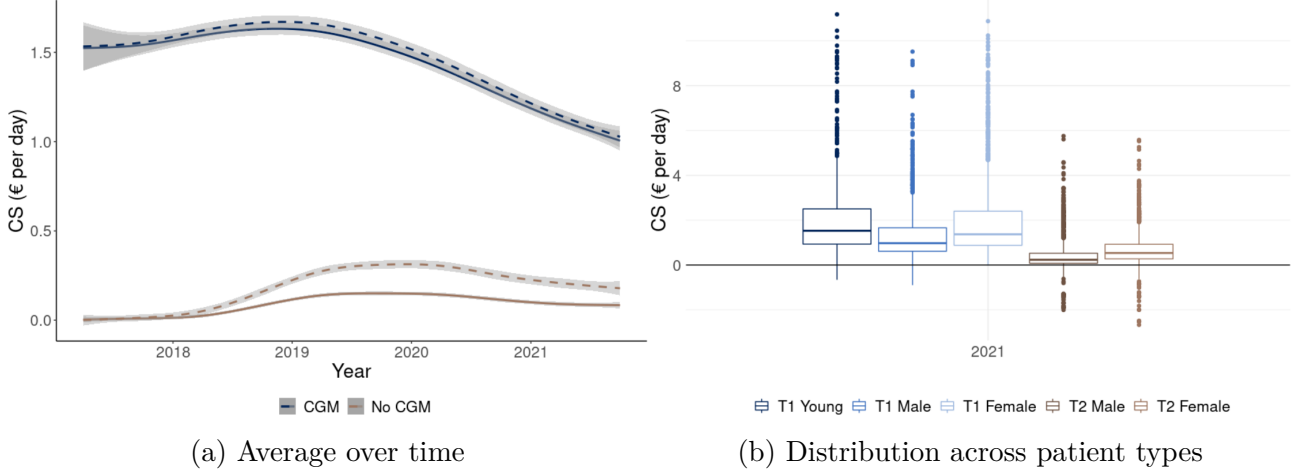 CS (€ per day)
1.5
1.0
0.5
0.0
2018 2019 2020 2021
Year
CGM No CGM
(a) Average over time
CS (€ per day)
8
4
0
2021
T1 Young T1 Male T1 Female T2 Male T2 Female
(b) Distribution across patient types